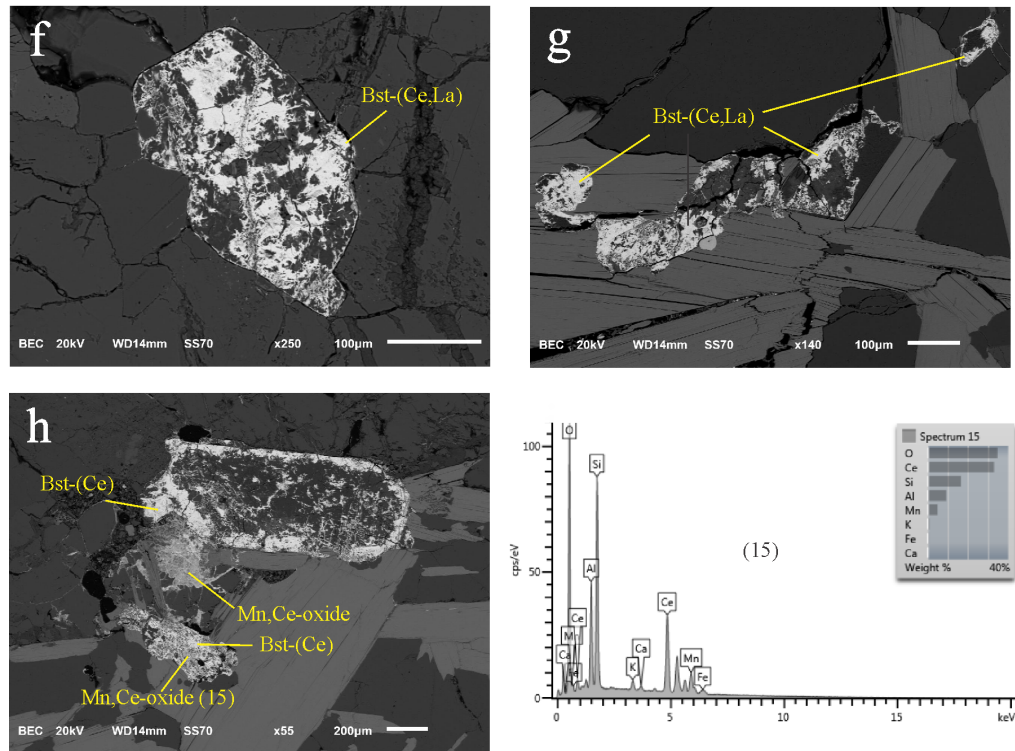 f
Bst-(Ce,La)
BEC 20kV WD14mm SS70 x250 100µm
g
Bst-(Ce,La)
BEC 20kV WD14mm SS70 x140 100µm
h
Bst-(Ce)
Mn,Ce-oxide
Bst-(Ce)
Mn,Ce-oxide (15)
BEC 20kV WD14mm SS70 x55 200µm
100
50
0
cps/eV
O
Si
Al
Ce
M
Ca
Ce
K
Ca
Mn
Fe
(15)
0 5 10 15 keV
Spectrum 15
O
Ce
Si
Al
Mn
K
Fe
Ca
Weight % 40%